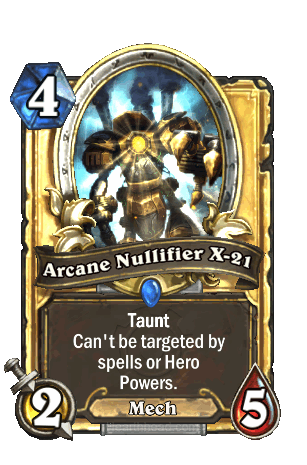 4
Arcane Nullifier X-21
Taunt
Can't be targeted by
spells or Hero
Powers.
2
Mech
5